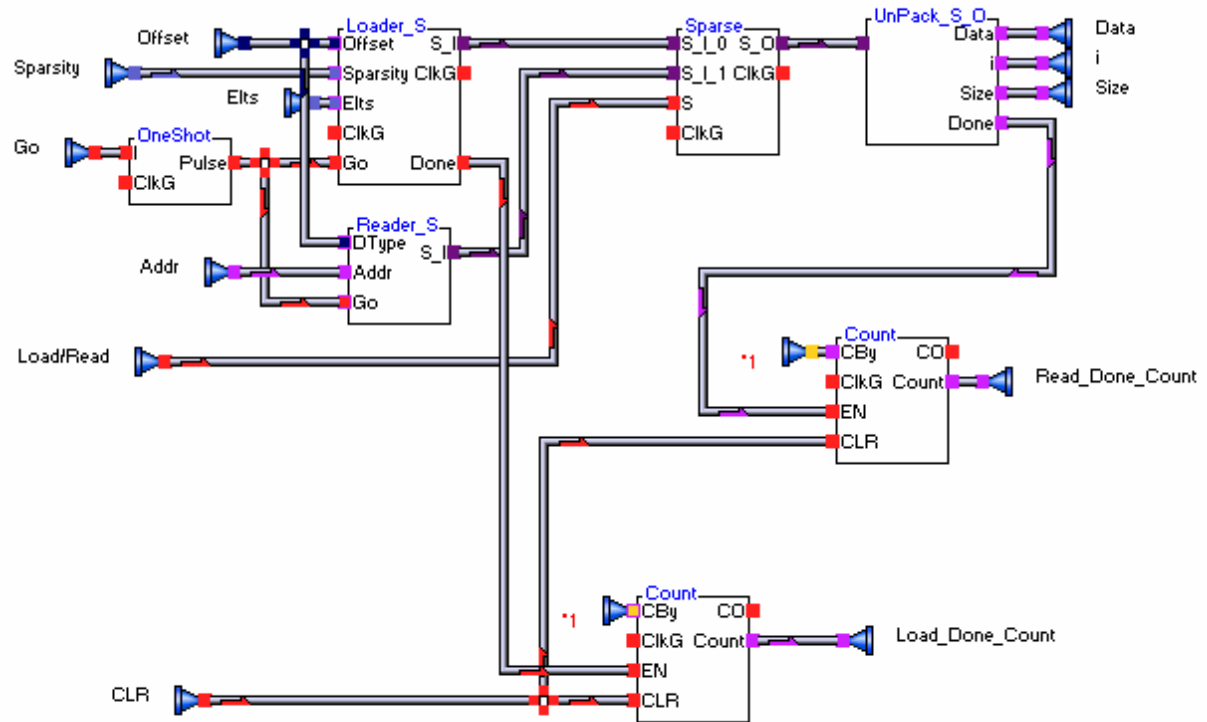 Loader_S
Sparse
UnPack_S_O
Offset
Offset S_I
S_I_0 S_O
Data
Data
Sparsity
Sparsity ClkG
S_I_1 ClkG
i
i
Elts
Elts
S
Size
Size
ClkG
ClkG
Done
Go
OneShot
I
Pulse
ClkG
Go Done
Reader_S
DType S_I
Addr
Addr
Go
Load/Read
Count
*1
CBy CO
ClkG Count
Read_Done_Count
EN
CLR
Count
*1
CBy CO
ClkG Count
Load_Done_Count
EN
CLR
CLR